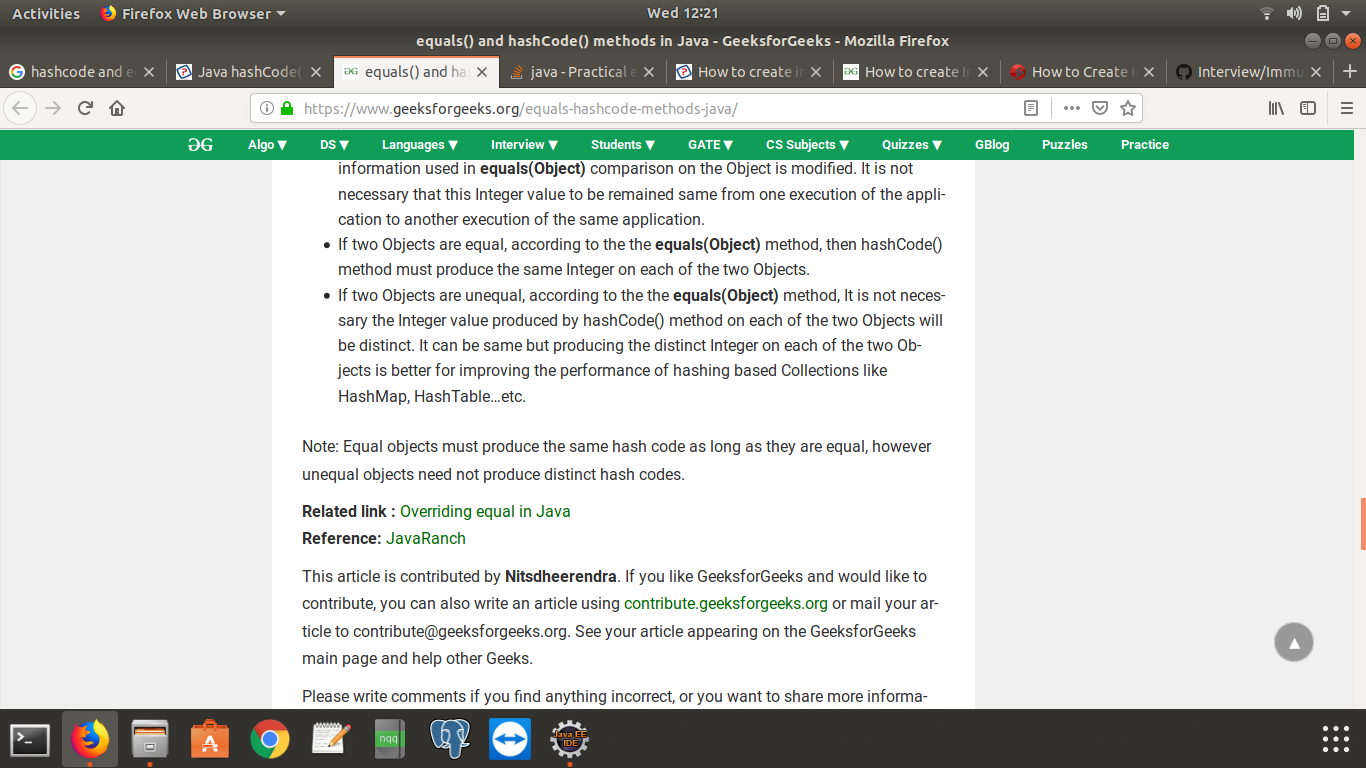 Activities Firefox Web Browser Wed 12:21
equals() and hashCode() methods in Java - GeeksforGeeks - Mozilla Firefox
hashcode and e Java hashCode( equals() and has java - Practical e How to create i How to create I How to Create I Interview/Immu
https://www.geeksforgeeks.org/equals-hashcode-methods-java/
Algo ▼ DS ▼ Languages ▼ Interview ▼ Students ▼ GATE ▼ CS Subjects ▼ Quizzes ▼ GBlog Puzzles Practice
information used in equals(Object) comparison on the Object is modified. It is not
necessary that this Integer value to be remained same from one execution of the appli-
cation to another execution of the same application.
• If two Objects are equal, according to the the equals(Object) method, then hashCode()
method must produce the same Integer on each of the two Objects.
• If two Objects are unequal, according to the the equals(Object) method, It is not neces-
sary the Integer value produced by hashCode() method on each of the two Objects will
be distinct. It can be same but producing the distinct Integer on each of the two Ob-
jects is better for improving the performance of hashing based Collections like
HashMap, HashTable…etc.
Note: Equal objects must produce the same hash code as long as they are equal, however
unequal objects need not produce distinct hash codes.
Related link : Overriding equal in Java
Reference: JavaRanch
This article is contributed by Nitsdheerendra. If you like GeeksforGeeks and would like to
contribute, you can also write an article using contribute.geeksforgeeks.org or mail your ar-
ticle to contribute@geeksforgeeks.org. See your article appearing on the GeeksforGeeks
main page and help other Geeks.
Please write comments if you find anything incorrect, or you want to share more informa-
nqq
Java EE
IDE